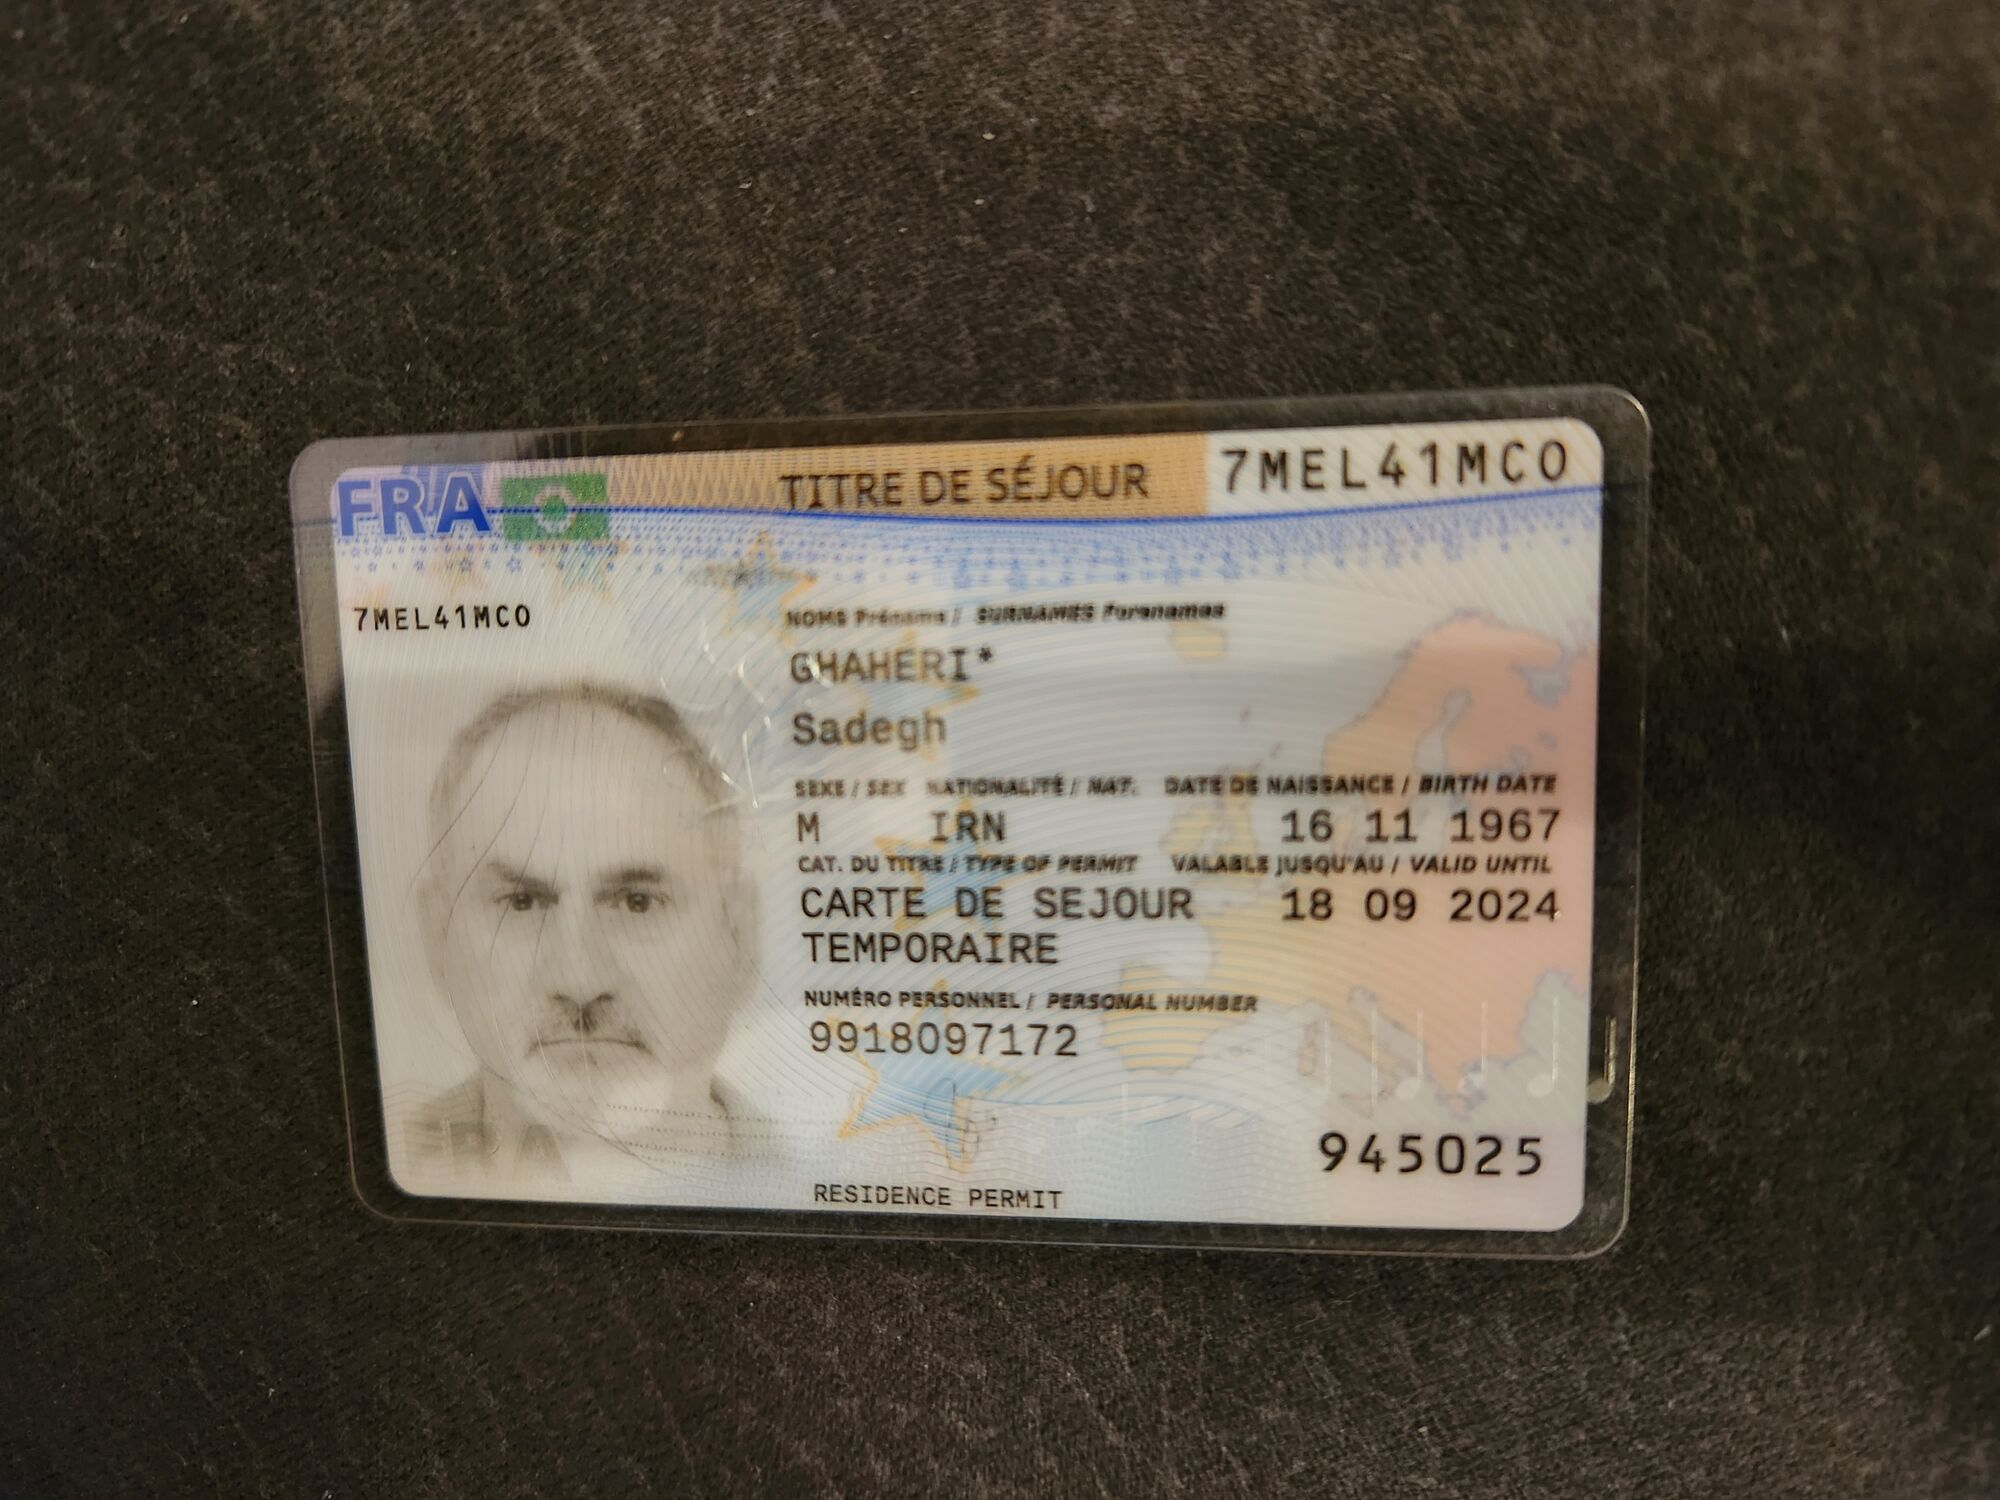 FRA TITRE DE SÉJOUR 7MEL41MCO
7MEL41MCO
NOMS Prénoms / SURNAMES Forenames
GHAHERI*
Sadegh
SEXE / SEX NATIONALITÉ / NAT. DATE DE NAISSANCE / BIRTH DATE
M IRN 16 11 1967
CAT. DU TITRE / TYPE OF PERMIT VALABLE JUSQU'AU / VALID UNTIL
CARTE DE SEJOUR 18 09 2024
TEMPORAIRE
NUMÉRO PERSONNEL / PERSONAL NUMBER
9918097172
FRA
945025
RESIDENCE PERMIT